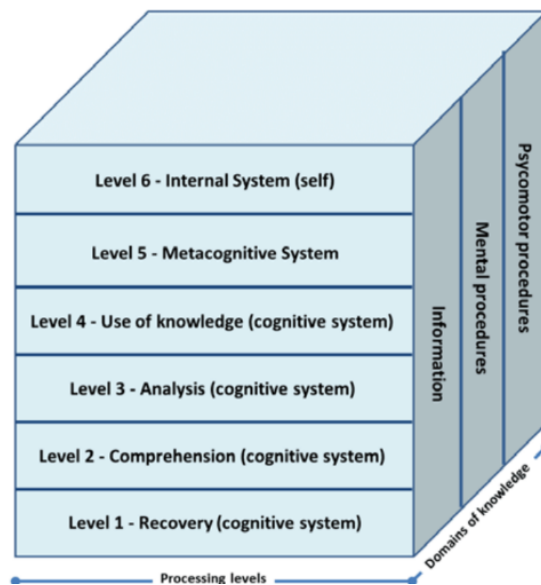 Level 6 - Internal System (self)
Level 5 - Metacognitive System
Level 4 - Use of knowledge (cognitive system)
Level 3 - Analysis (cognitive system)
Level 2 - Comprehension (cognitive system)
Level 1 - Recovery (cognitive system)
Information
Mental procedures
Psycomotor procedures
Processing levels
Domains of knowledge